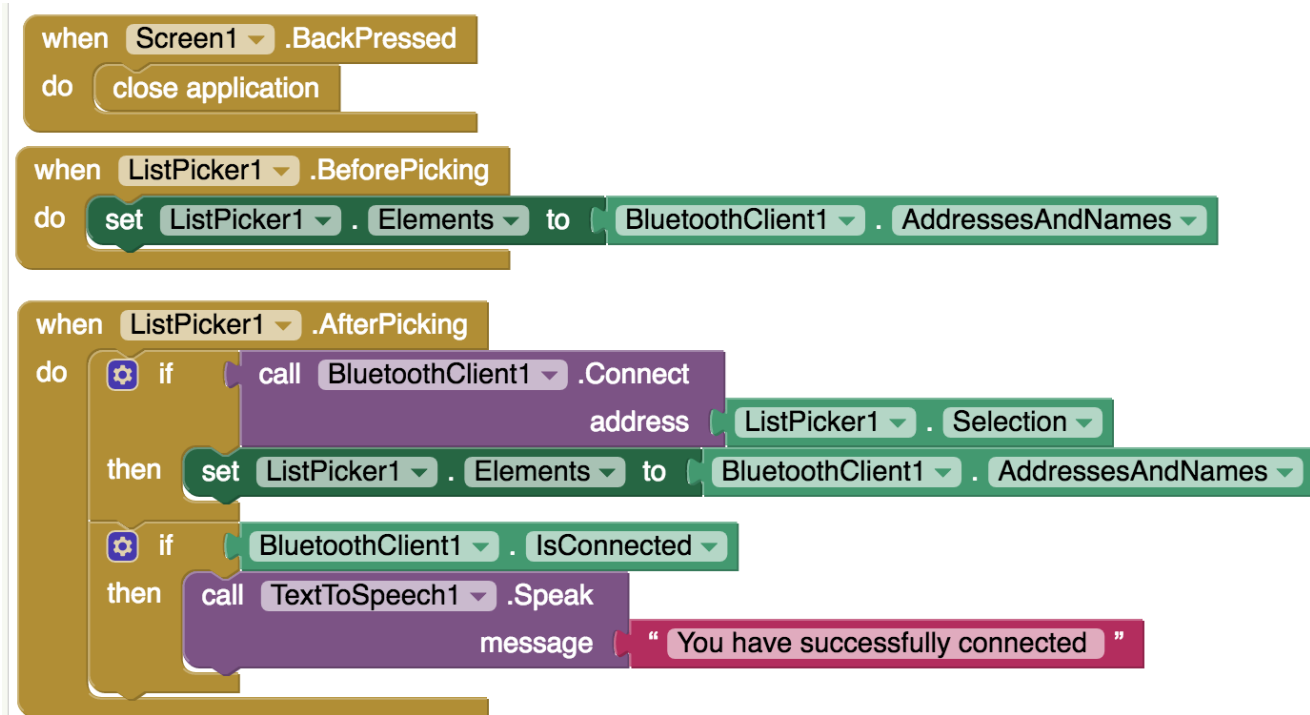 when Screen1 .BackPressed
do close application
when ListPicker1 .BeforePicking
do set ListPicker1 . Elements to BluetoothClient1 . AddressesAndNames
when ListPicker1 .AfterPicking
do if call BluetoothClient1 .Connect
address ListPicker1 . Selection
then set ListPicker1 . Elements to BluetoothClient1 . AddressesAndNames
if BluetoothClient1 . IsConnected
then call TextToSpeech1 .Speak
message “ You have successfully connected ”